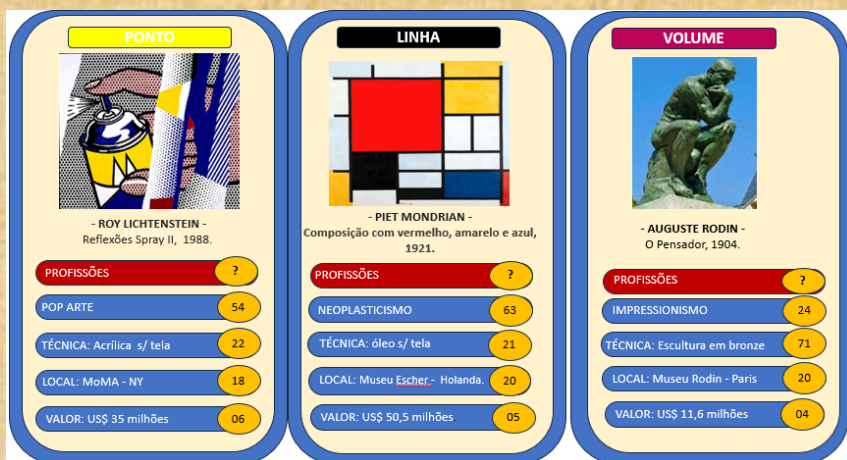 PONTO
- ROY LICHTENSTEIN -
Reflexões Spray II, 1988.
PROFISSÕES ?
POP ARTE 54
TÉCNICA: Acrílica s/ tela 22
LOCAL: MoMA - NY 18
VALOR: US$ 35 milhões 06
LINHA
- PIET MONDRIAN -
Composição com vermelho, amarelo e azul,
1921.
PROFISSÕES ?
NEOPLASTICISMO 63
TÉCNICA: óleo s/ tela 21
LOCAL: Museu Escher - Holanda. 20
VALOR: US$ 50,5 milhões 05
VOLUME
- AUGUSTE RODIN -
O Pensador, 1904.
PROFISSÕES ?
IMPRESSIONISMO 24
TÉCNICA: Escultura em bronze 71
LOCAL: Museu Rodin - Paris 20
VALOR: US$ 11,6 milhões 04